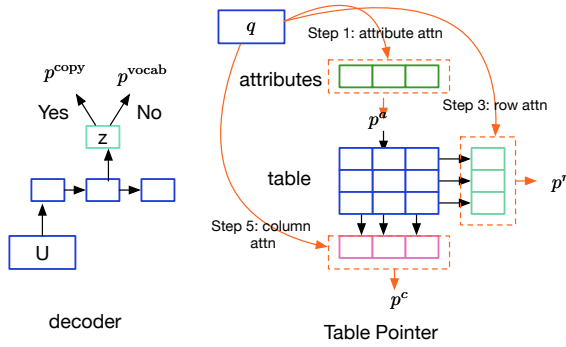 q
Step 1: attribute attn
p^copy
p^vocab
attributes
Yes
No
Step 3: row attn
p^a
z
table
p^r
Step 5: column
attn
U
p^c
decoder
Table Pointer